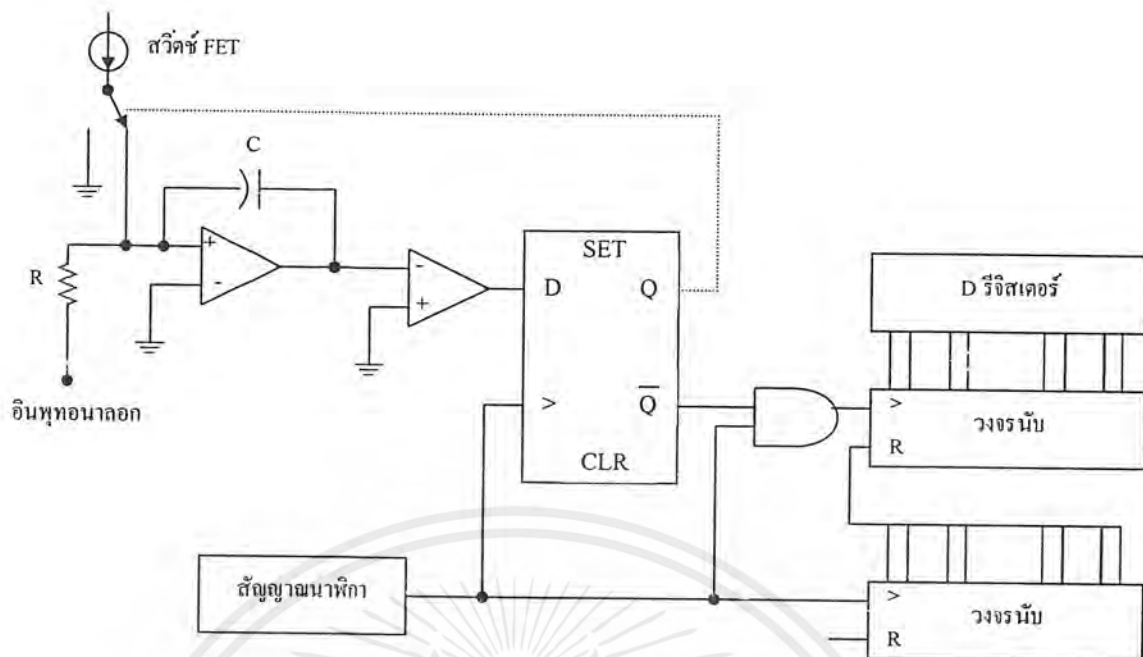 สวิตช์ FET
C
+
-
R
-
+
SET
D
Q
>
Q̅
CLR
D รีจิสเตอร์
>
วงจรนับ
R
อินพุทอนาลอก
สัญญาณนาฬิกา
>
วงจรนับ
R